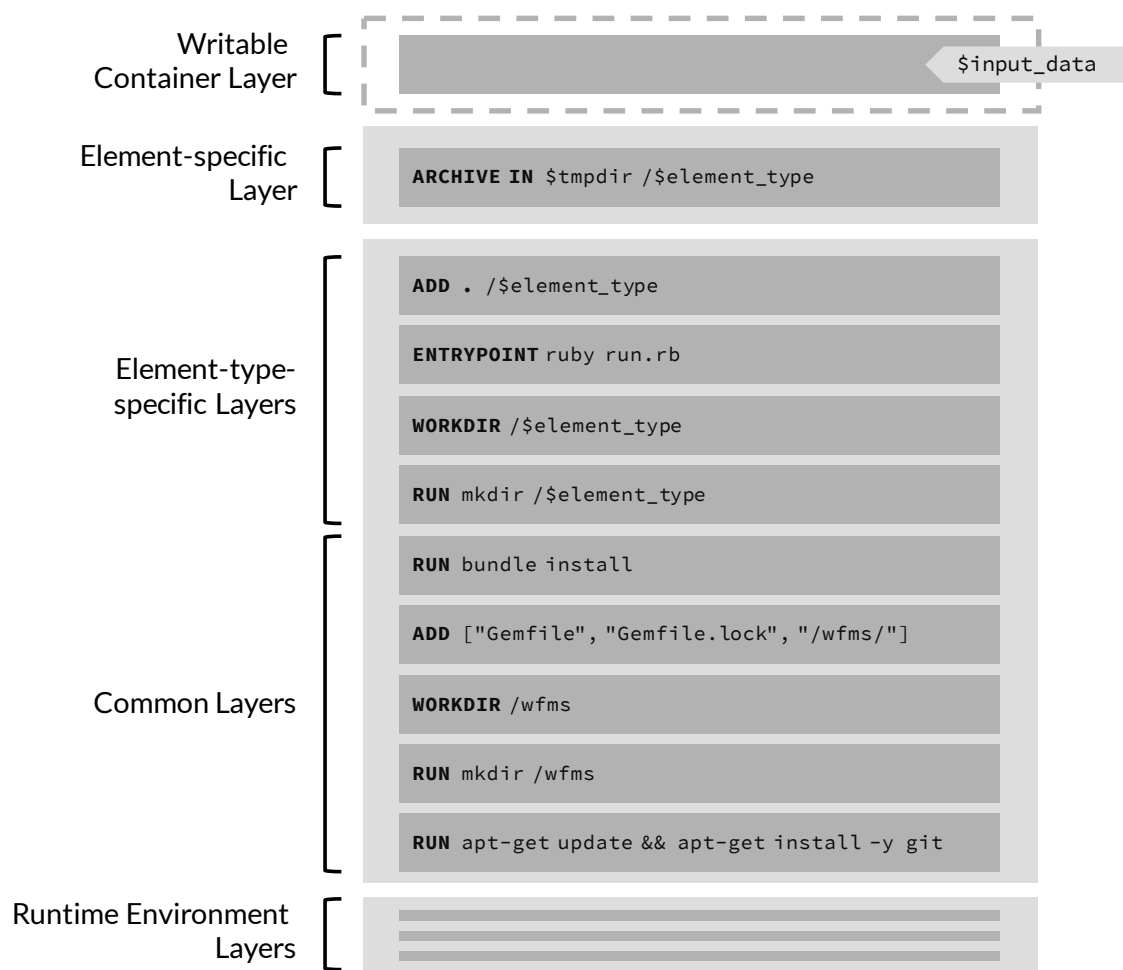 Writable
Container Layer
$input_data
Element-specific
Layer
ARCHIVE IN $tmpdir /$element_type
Element-type-
specific Layers
ADD . /$element_type
ENTRYPOINT ruby run.rb
WORKDIR /$element_type
RUN mkdir /$element_type
Common Layers
RUN bundle install
ADD ["Gemfile", "Gemfile.lock", "/wfms/"]
WORKDIR /wfms
RUN mkdir /wfms
RUN apt-get update && apt-get install -y git
Runtime Environment
Layers